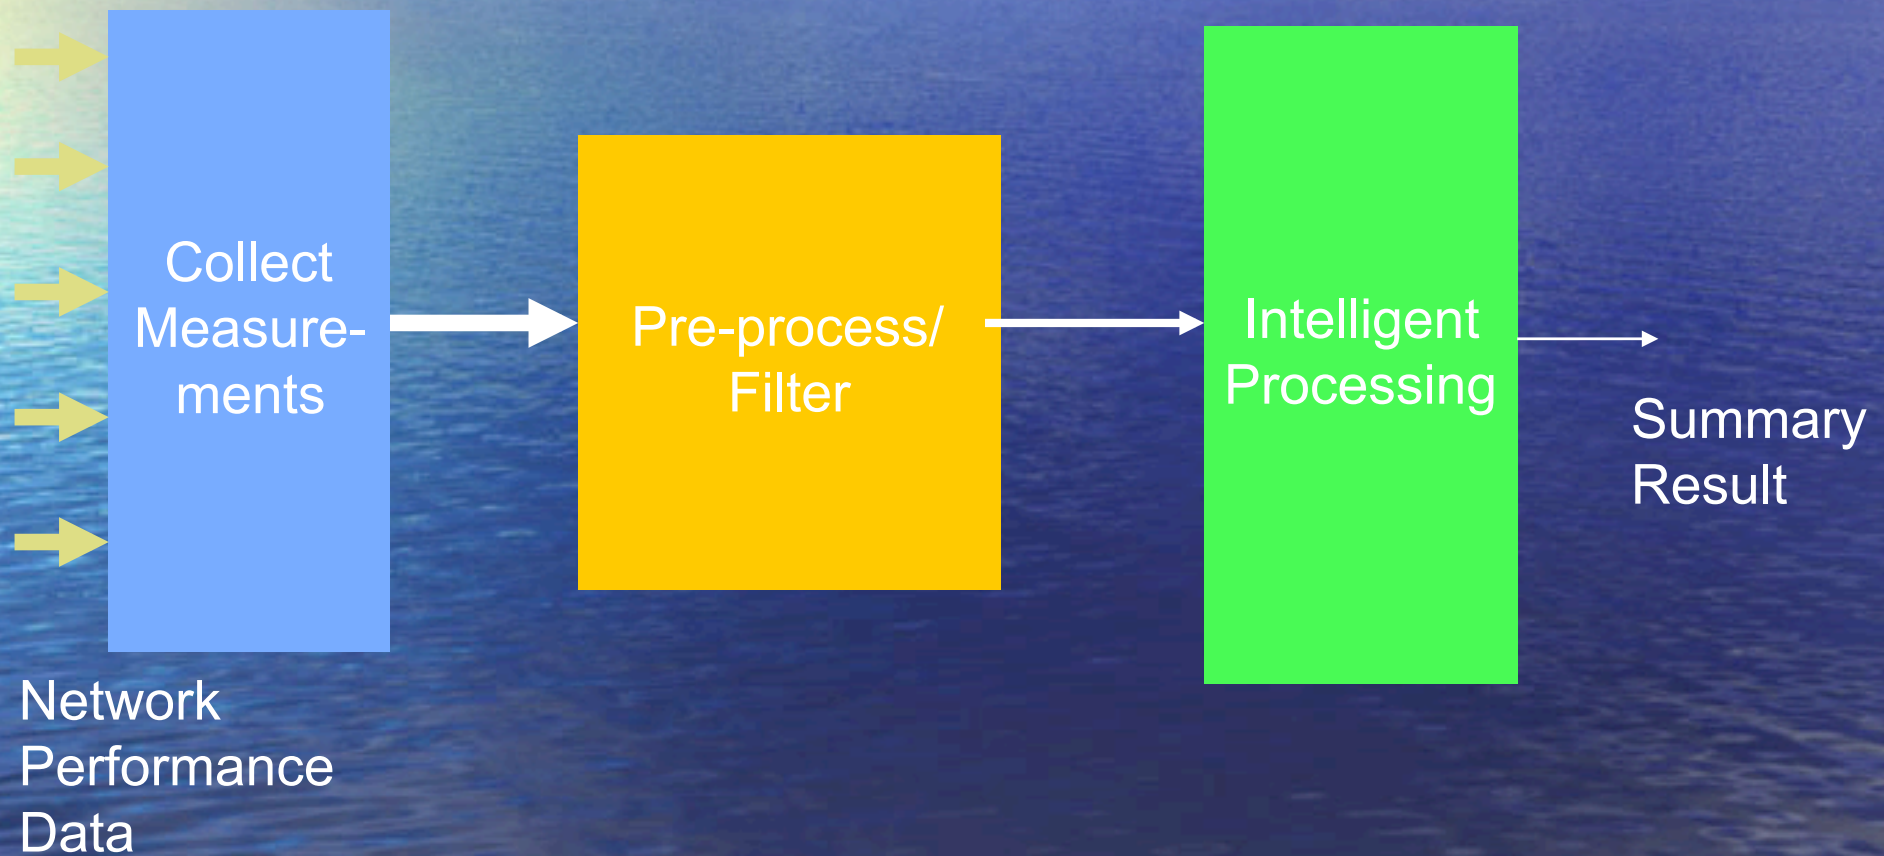 Collect
Measure-
ments
Pre-process/
Filter
Intelligent
Processing
Summary
Result
Network
Performance
Data